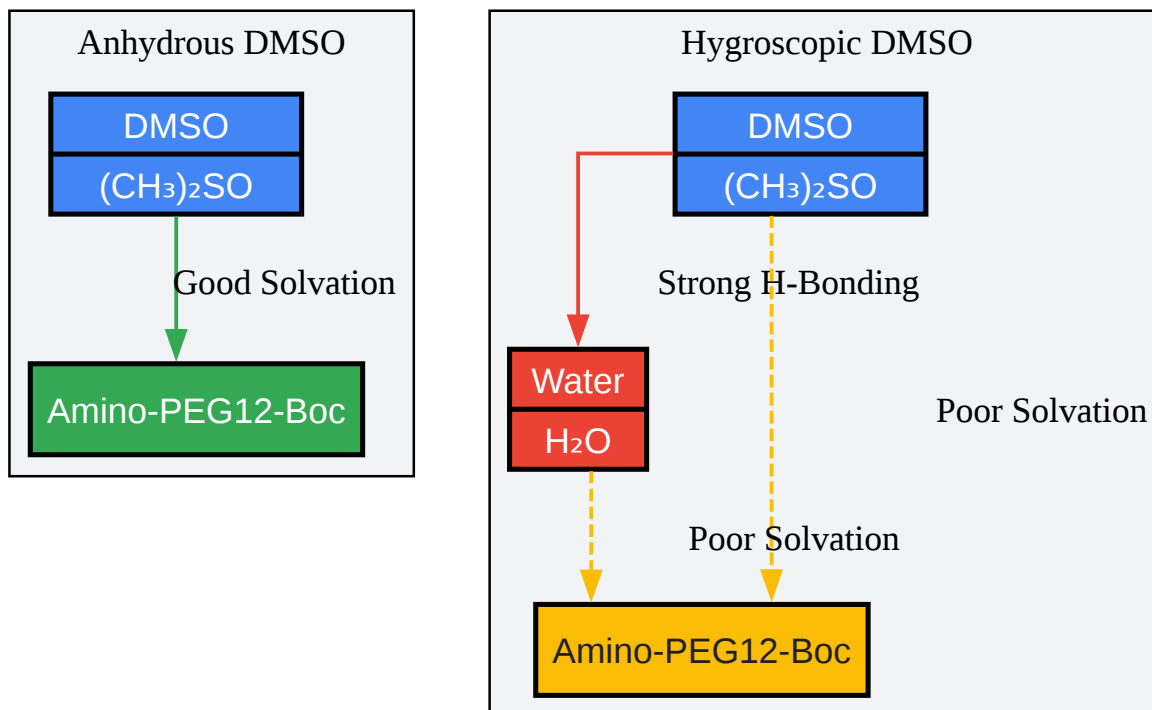 Anhydrous DMSO
DMSO
(CH₃)₂SO
Good Solvation
Amino-PEG12-Boc
Hygroscopic DMSO
DMSO
(CH₃)₂SO
Strong H-Bonding
Water
H₂O
Poor Solvation
Poor Solvation
Amino-PEG12-Boc